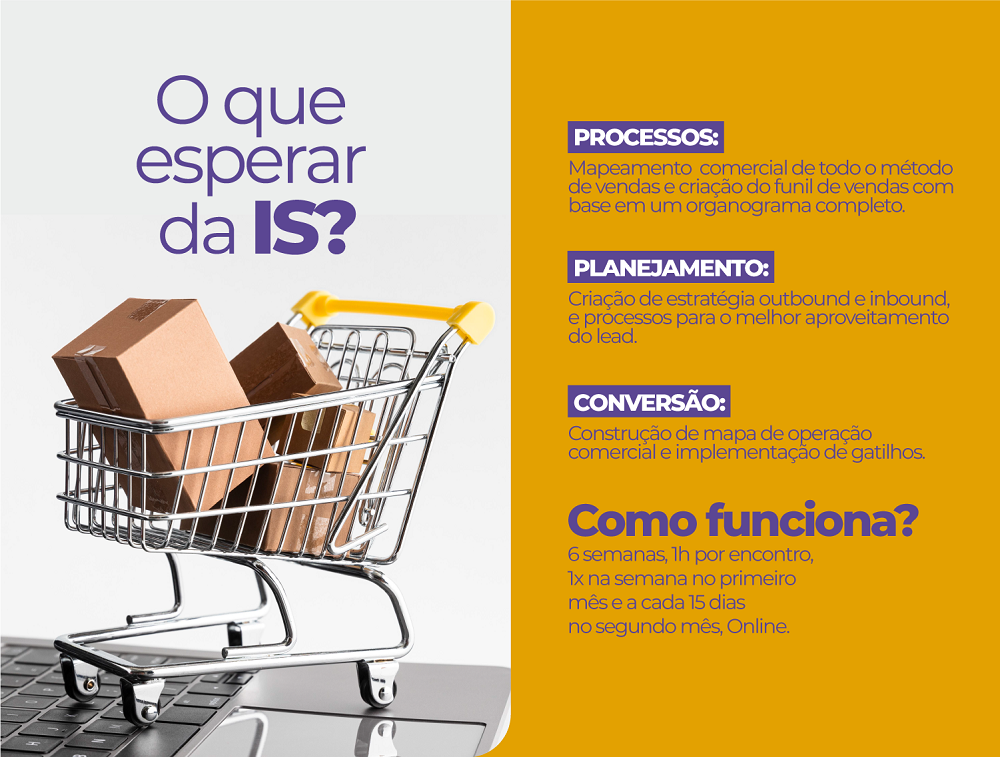 O que
esperar
da IS?
PROCESSOS:
Mapeamento comercial de todo o método
de vendas e criação do funil de vendas com
base em um organograma completo.
PLANEJAMENTO:
Criação de estratégia outbound e inbound,
e processos para o melhor aproveitamento
do lead.
CONVERSÃO:
Construção de mapa de operação
comercial e implementação de gatilhos.
Como funciona?
6 semanas, 1h por encontro,
1x na semana no primeiro
mês e a cada 15 dias
no segundo mês, Online.